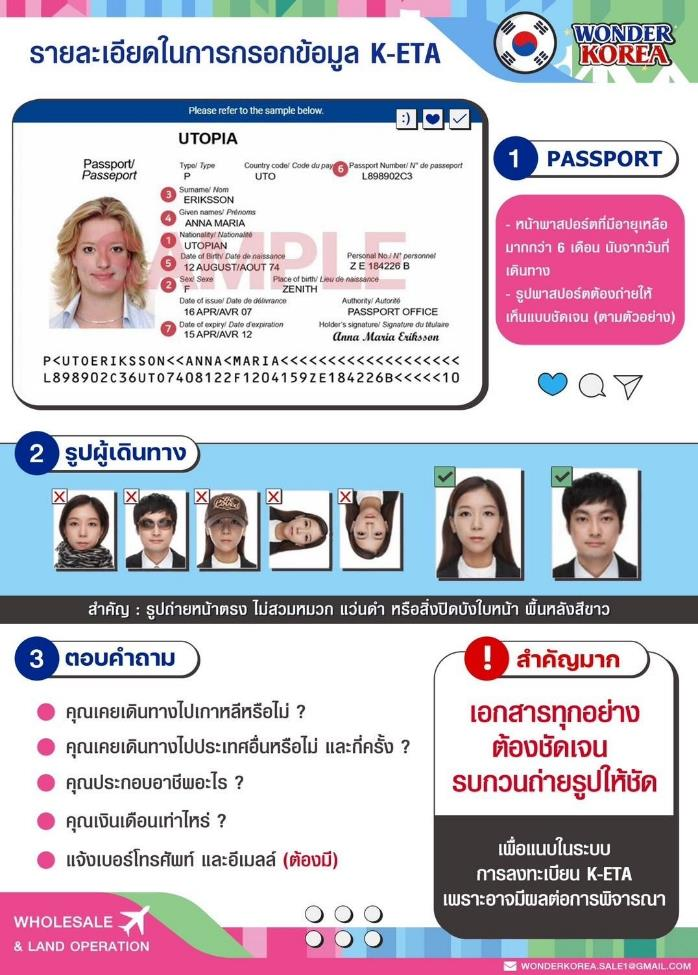 รายละเอียดในการกรอกข้อมูล K-ETA
WONDER
KOREA
Please refer to the sample below.
:)
UTOPIA
Passport/
Passeport
Type/ Type
P
Country code/ Code du pay
UTO
6
Passport Number/ N° de passeport
L898902C3
3
Surname/ Nom
ERIKSSON
4
Given names/ Prénoms
ANNA MARIA
1
Nationality/ Nationalité
UTOPIAN
5
Date of Birth/ Date de naissance
12 AUGUST/AOUT 74
Personal No./ N° personnel
Z E 184226 B
2
Sex/ Sexe
F
Place of birth/ Lieu de naissance
ZENITH
Date of issue/ Date de délivrance
16 APR/AVR 07
Authority/ Autorité
PASSPORT OFFICE
7
Date of expiry/ Date d'expiration
15 APR/AVR 12
Holder's signature/ Signature du titulaire
Anna Maria Eriksson
AMPLE
P<UTOERIKSSON<<ANNA<MARIA<<<<<<<<<<<<<<<<<<<
L898902C36UTO7408122F1204159ZE184226B<<<<<10
1 PASSPORT
- หน้าพาสปอร์ตที่มีอายุเหลือ
มากกว่า 6 เดือน นับจากวันที่
เดินทาง
- รูปพาสปอร์ตต้องถ่ายให้
เห็นแบบชัดเจน (ตามตัวอย่าง)
2 รูปผู้เดินทาง
สำคัญ : รูปถ่ายหน้าตรง ไม่สวมหมวก แว่นดำ หรือสิ่งปิดบังใบหน้า พื้นหลังสีขาว
3 ตอบคำถาม
คุณเคยเดินทางไปเกาหลีหรือไม่ ?
คุณเคยเดินทางไปประเทศอื่นหรือไม่ และกี่ครั้ง ?
คุณประกอบอาชีพอะไร ?
คุณเงินเดือนเท่าไหร่ ?
แจ้งเบอร์โทรศัพท์ และอีเมลล์ (ต้องมี)
! สำคัญมาก
เอกสารทุกอย่าง
ต้องชัดเจน
รบกวนถ่ายรูปให้ชัด
เพื่อแนบในระบบ
การลงทะเบียน K-ETA
เพราะอาจมีผลต่อการพิจารณา
WHOLESALE
& LAND OPERATION
WONDERKOREA.SALE1@GMAIL.COM